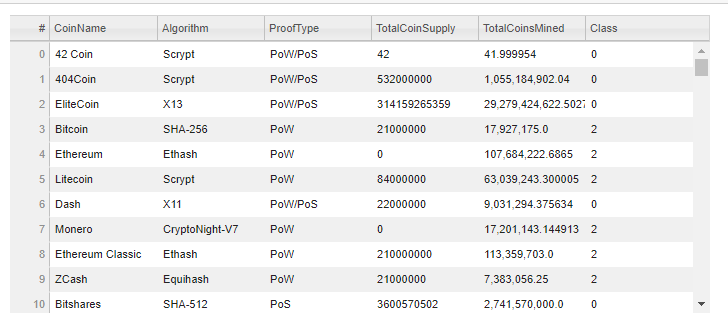 # CoinName Algorithm ProofType TotalCoinSupply TotalCoinsMined Class
0 42 Coin Scrypt PoW/PoS 42 41.999954 0
1 404Coin Scrypt PoW/PoS 532000000 1,055,184,902.04 0
2 EliteCoin X13 PoW/PoS 314159265359 29,279,424,622.5027 0
3 Bitcoin SHA-256 PoW 21000000 17,927,175.0 2
4 Ethereum Ethash PoW 0 107,684,222.6865 2
5 Litecoin Scrypt PoW 84000000 63,039,243.300005 2
6 Dash X11 PoW/PoS 22000000 9,031,294.375634 0
7 Monero CryptoNight-V7 PoW 0 17,201,143.144913 2
8 Ethereum Classic Ethash PoW 210000000 113,359,703.0 2
9 ZCash Equihash PoW 21000000 7,383,056.25 2
10 Bitshares SHA-512 PoS 3600570502 2,741,570,000.0 0